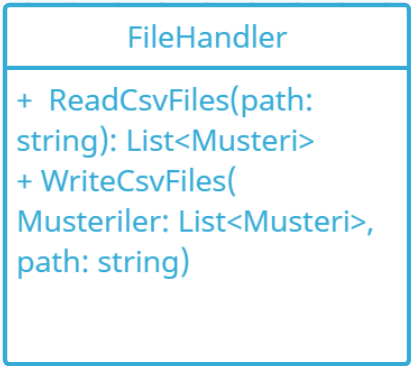 FileHandler
+ ReadCsvFiles(path:
string): List<Musteri>
+ WriteCsvFiles(
Musteriler: List<Musteri>,
path: string)